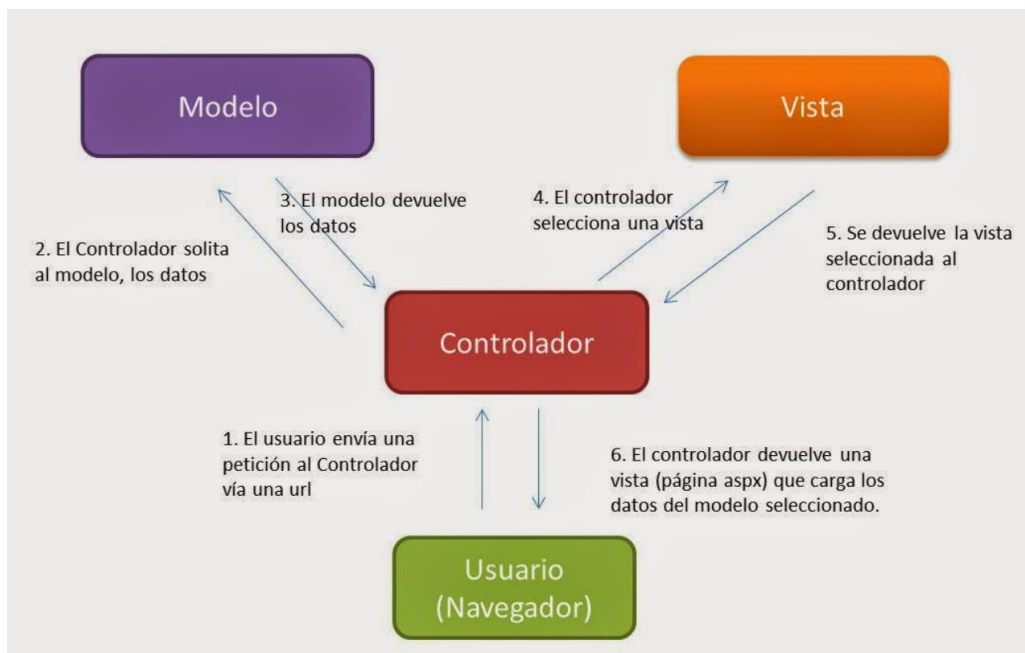 Modelo
Vista
3. El modelo devuelve
los datos
4. El controlador
selecciona una vista
2. El Controlador solita
al modelo, los datos
5. Se devuelve la vista
seleccionada al
controlador
Controlador
1. El usuario envía una
petición al Controlador
vía una url
6. El controlador devuelve una
vista (página aspx) que carga los
datos del modelo seleccionado.
Usuario
(Navegador)